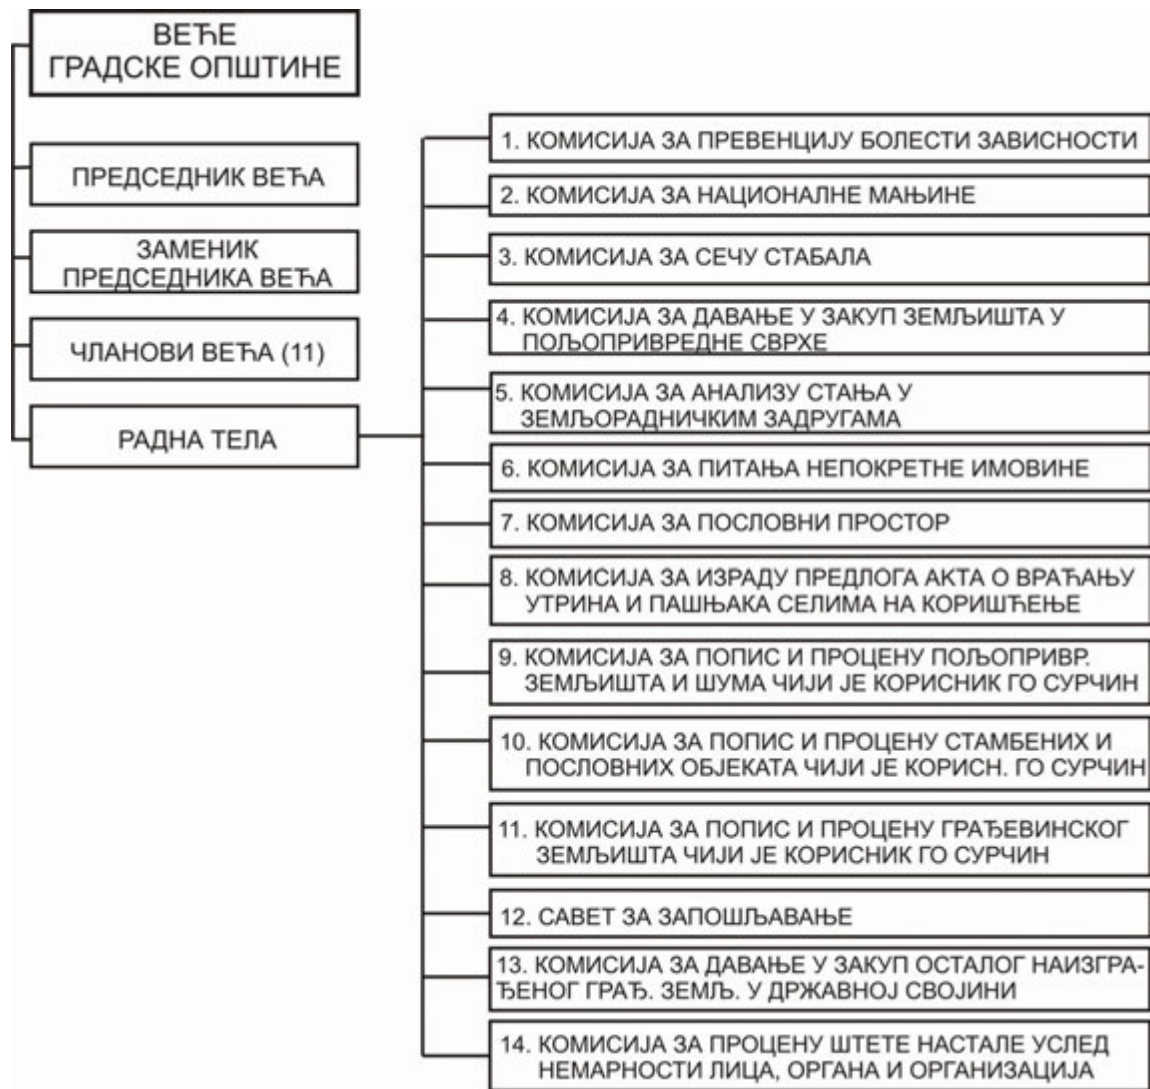 ВЕЋЕ
ГРАДСКЕ ОПШТИНЕ
ПРЕДСЕДНИК ВЕЋА
ЗАМЕНИК
ПРЕДСЕДНИКА ВЕЋА
ЧЛАНОВИ ВЕЋА (11)
РАДНА ТЕЛА
1. КОМИСИЈА ЗА ПРЕВЕНЦИЈУ БОЛЕСТИ ЗАВИСНОСТИ
2. КОМИСИЈА ЗА НАЦИОНАЛНЕ МАЊИНЕ
3. КОМИСИЈА ЗА СЕЧУ СТАБАЛА
4. КОМИСИЈА ЗА ДАВАЊЕ У ЗАКУП ЗЕМЉИШТА У
ПОЉОПРИВРЕДНЕ СВРХЕ
5. КОМИСИЈА ЗА АНАЛИЗУ СТАЊА У
ЗЕМЉОРАДНИЧКИМ ЗАДРУГАМА
6. КОМИСИЈА ЗА ПИТАЊА НЕПОКРЕТНЕ ИМОВИНЕ
7. КОМИСИЈА ЗА ПОСЛОВНИ ПРОСТОР
8. КОМИСИЈА ЗА ИЗРАДУ ПРЕДЛОГА АКТА О ВРАЋАЊУ
УТРИНА И ПАШЊАКА СЕЛИМА НА КОРИШЋЕЊЕ
9. КОМИСИЈА ЗА ПОПИС И ПРОЦЕНУ ПОЉОПРИВР.
ЗЕМЉИШТА И ШУМА ЧИЈИ ЈЕ КОРИСНИК ГО СУРЧИН
10. КОМИСИЈА ЗА ПОПИС И ПРОЦЕНУ СТАМБЕНИХ И
ПОСЛОВНИХ ОБЈЕКАТА ЧИЈИ ЈЕ КОРИСН. ГО СУРЧИН
11. КОМИСИЈА ЗА ПОПИС И ПРОЦЕНУ ГРАЂЕВИНСКОГ
ЗЕМЉИШТА ЧИЈИ ЈЕ КОРИСНИК ГО СУРЧИН
12. САВЕТ ЗА ЗАПОШЉАВАЊЕ
13. КОМИСИЈА ЗА ДАВАЊЕ У ЗАКУП ОСТАЛОГ НАИЗГРА-
ЂЕНОГ ГРАЂ. ЗЕМЉ. У ДРЖАВНОЈ СВОЈИНИ
14. КОМИСИЈА ЗА ПРОЦЕНУ ШТЕТЕ НАСТАЛЕ УСЛЕД
НЕМАРНОСТИ ЛИЦА, ОРГАНА И ОРГАНИЗАЦИЈА